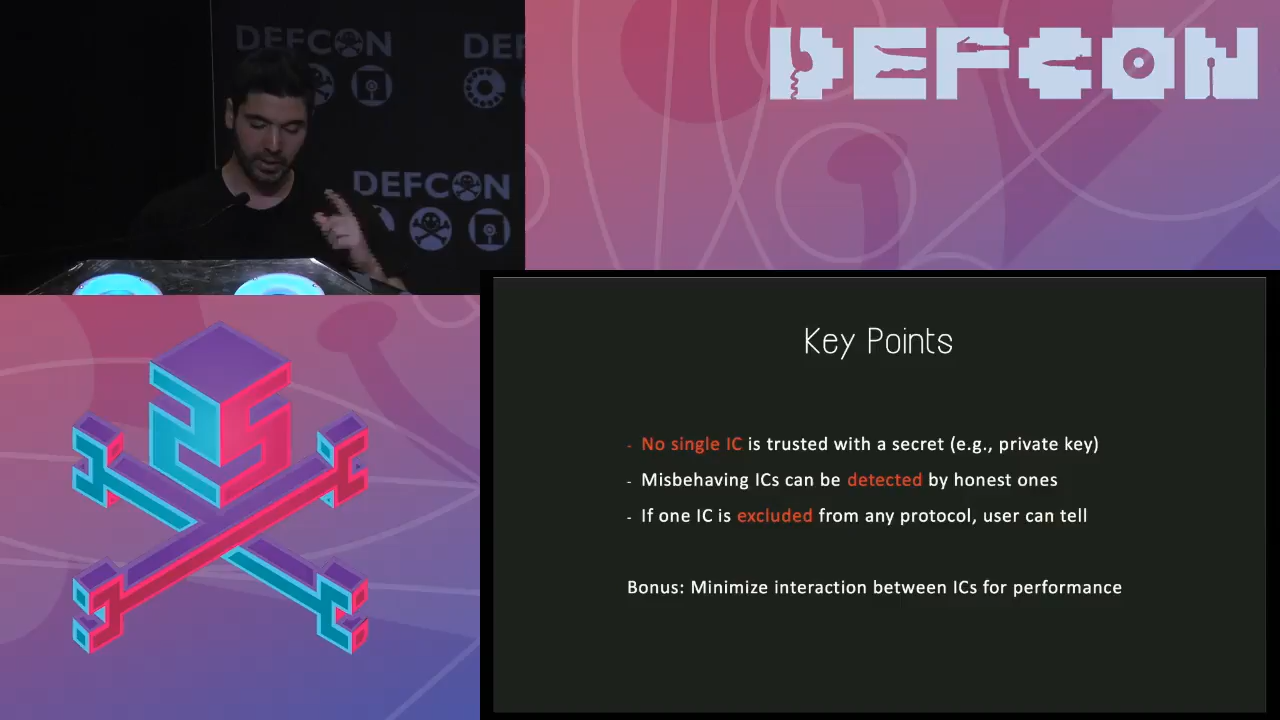 DEFCON
DEF
DEFCON
DEFCON
25
Key Points
- No single IC is trusted with a secret (e.g., private key)
- Misbehaving ICs can be detected by honest ones
- If one IC is excluded from any protocol, user can tell
Bonus: Minimize interaction between ICs for performance